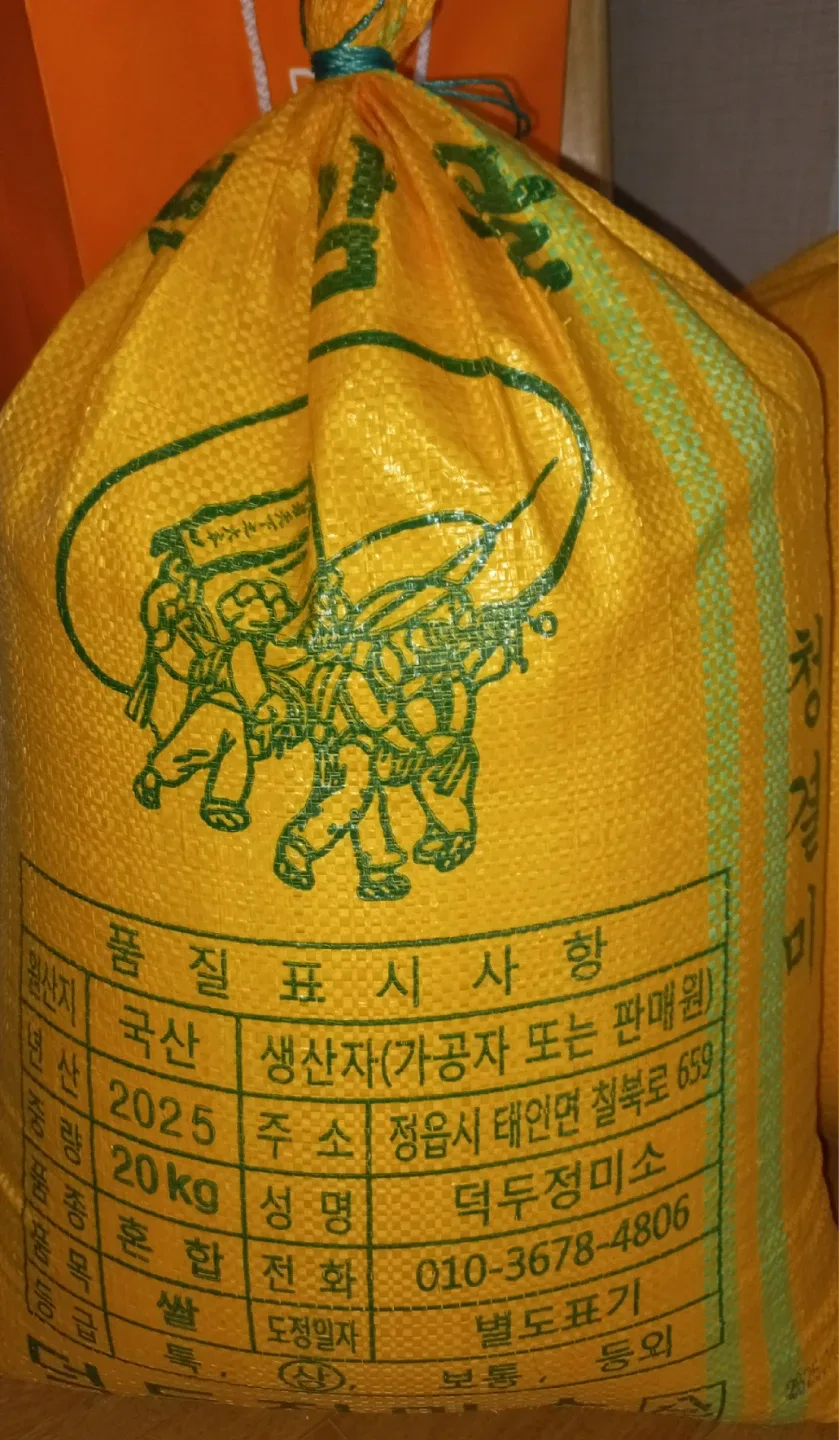 품질표시사항
원산지 국산 생산자(가공자 또는 판매원)
년산 2025 주소 정읍시 태인면 칠북로 659
중량 20kg 성명 덕두정미소
품종 혼합 전화 010-3678-4806
품목 쌀 도정일자 별도표기
등급 특, 상, 보통, 등외
청결미